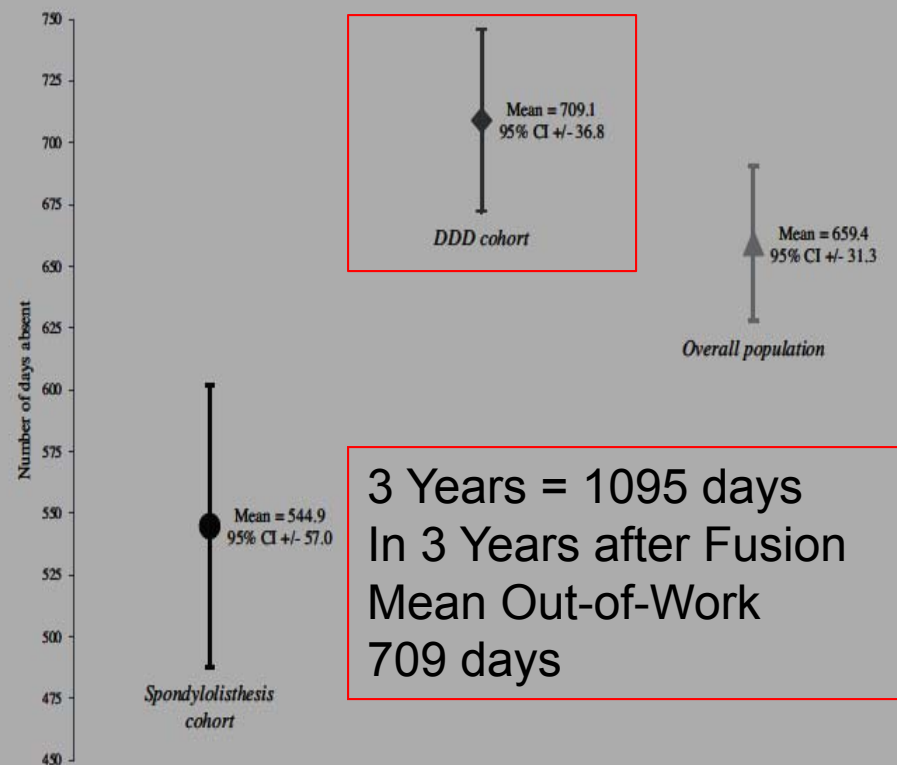 Number of days absent
750
725
700
675
650
625
600
575
550
525
500
475
450
Mean = 709.1
95% CI +/- 36.8
DDD cohort
Mean = 659.4
95% CI +/- 31.3
Overall population
Mean = 544.9
95% CI +/- 57.0
Spondylolisthesis
cohort
3 Years = 1095 days
In 3 Years after Fusion
Mean Out-of-Work
709 days